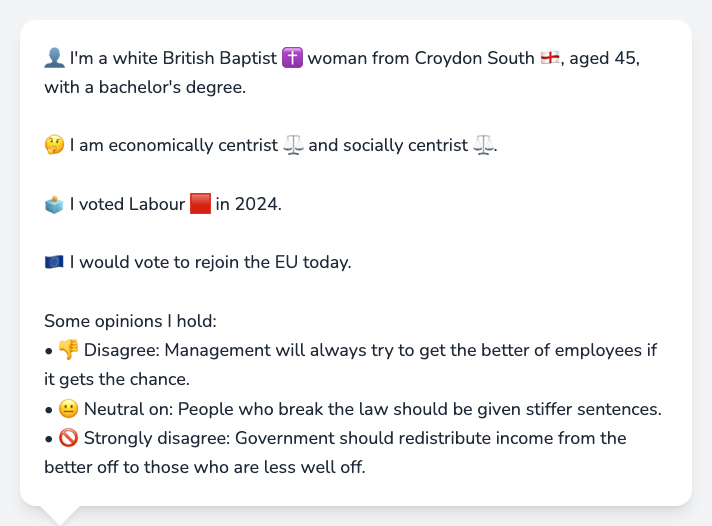 👤 I'm a white British Baptist ✝️ woman from Croydon South 🏴󠁧󠁢󠁥󠁮󠁧󠁿, aged 45,
with a bachelor's degree.
🤔 I am economically centrist ⚖️ and socially centrist ⚖️.
🗳️ I voted Labour 🟥 in 2024.
🇪🇺 I would vote to rejoin the EU today.
Some opinions I hold:
• 👎 Disagree: Management will always try to get the better of employees if
it gets the chance.
• 😐 Neutral on: People who break the law should be given stiffer sentences.
• 🚫 Strongly disagree: Government should redistribute income from the
better off to those who are less well off.